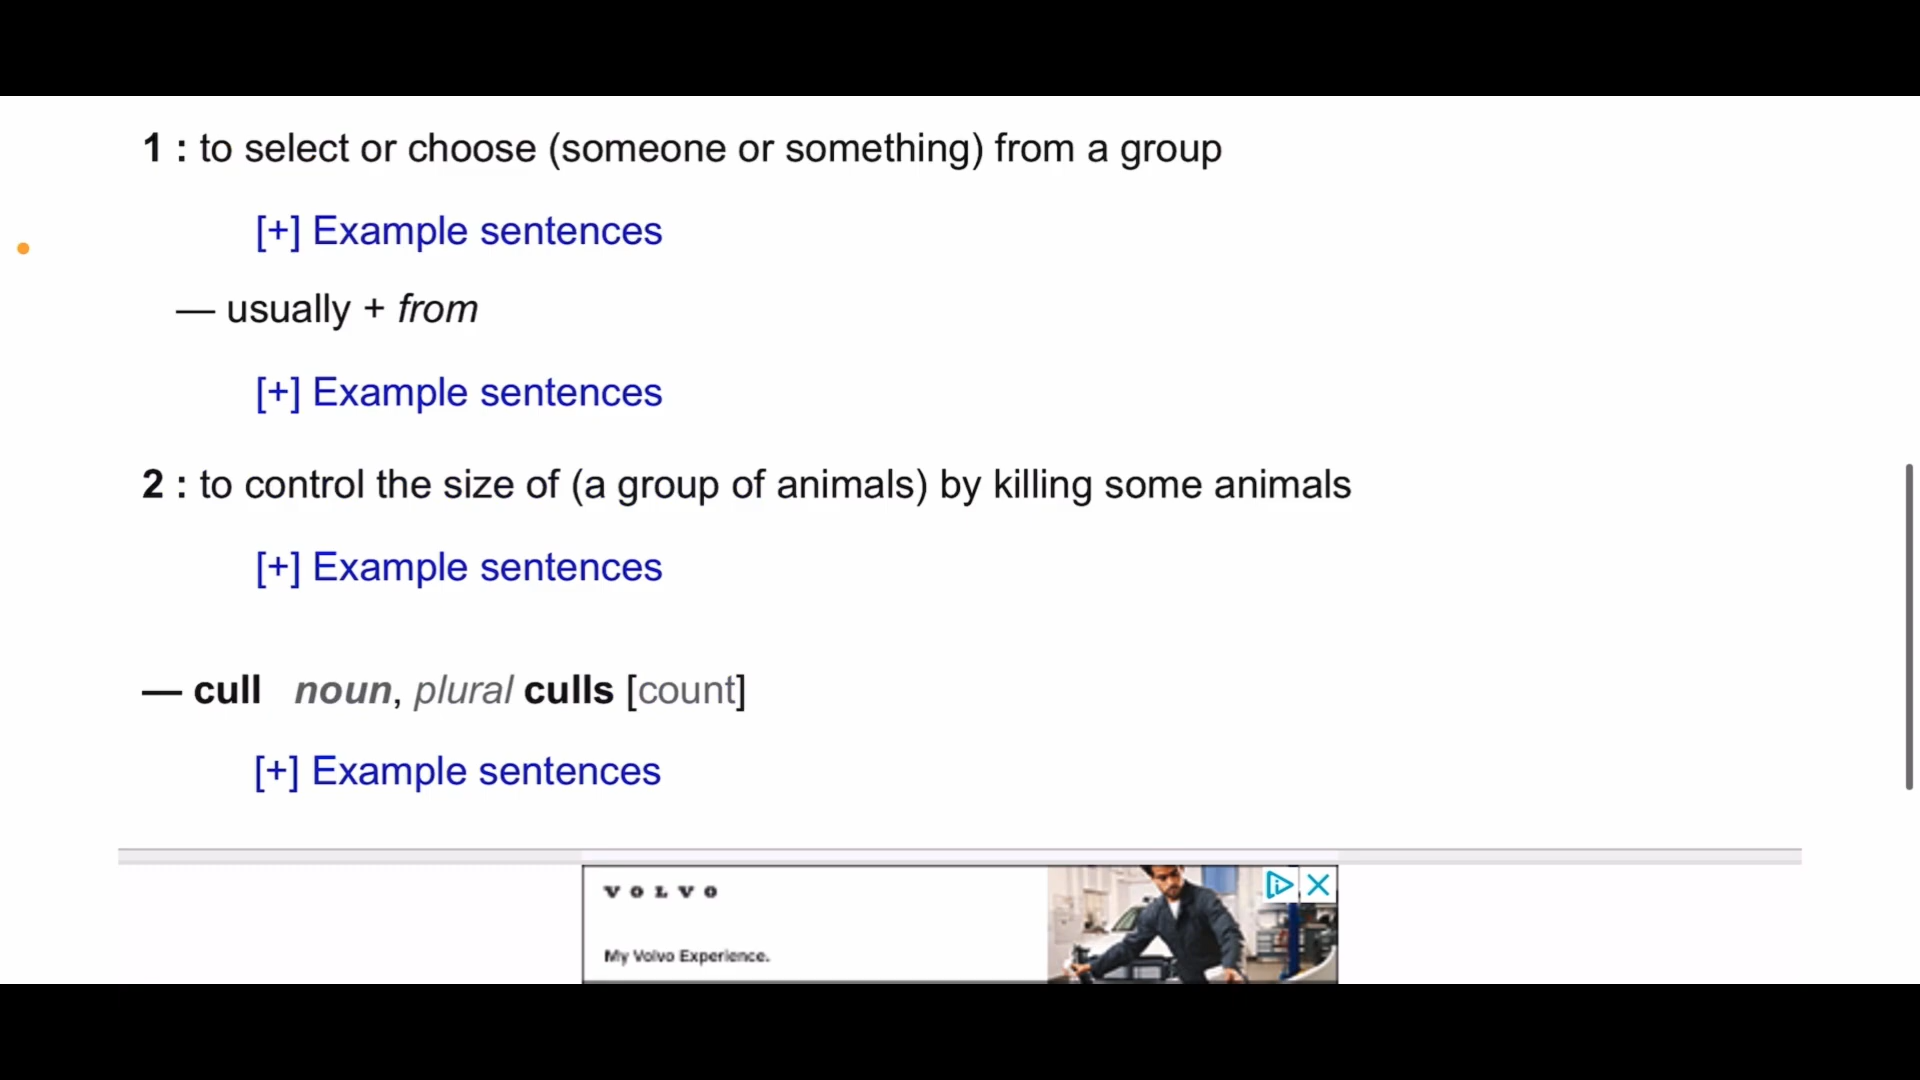 1 : to select or choose (someone or something) from a group
[+] Example sentences
— usually + from
[+] Example sentences
2 : to control the size of (a group of animals) by killing some animals
[+] Example sentences
— cull noun, plural culls [count]
[+] Example sentences
VOLVO
My Volvo Experience.